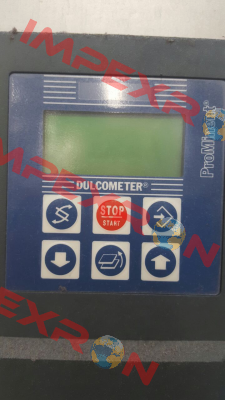 IMPEXRON
ProMinent®
DULCOMETER®
STOP
START
IMPEXRON
IMPEXRON